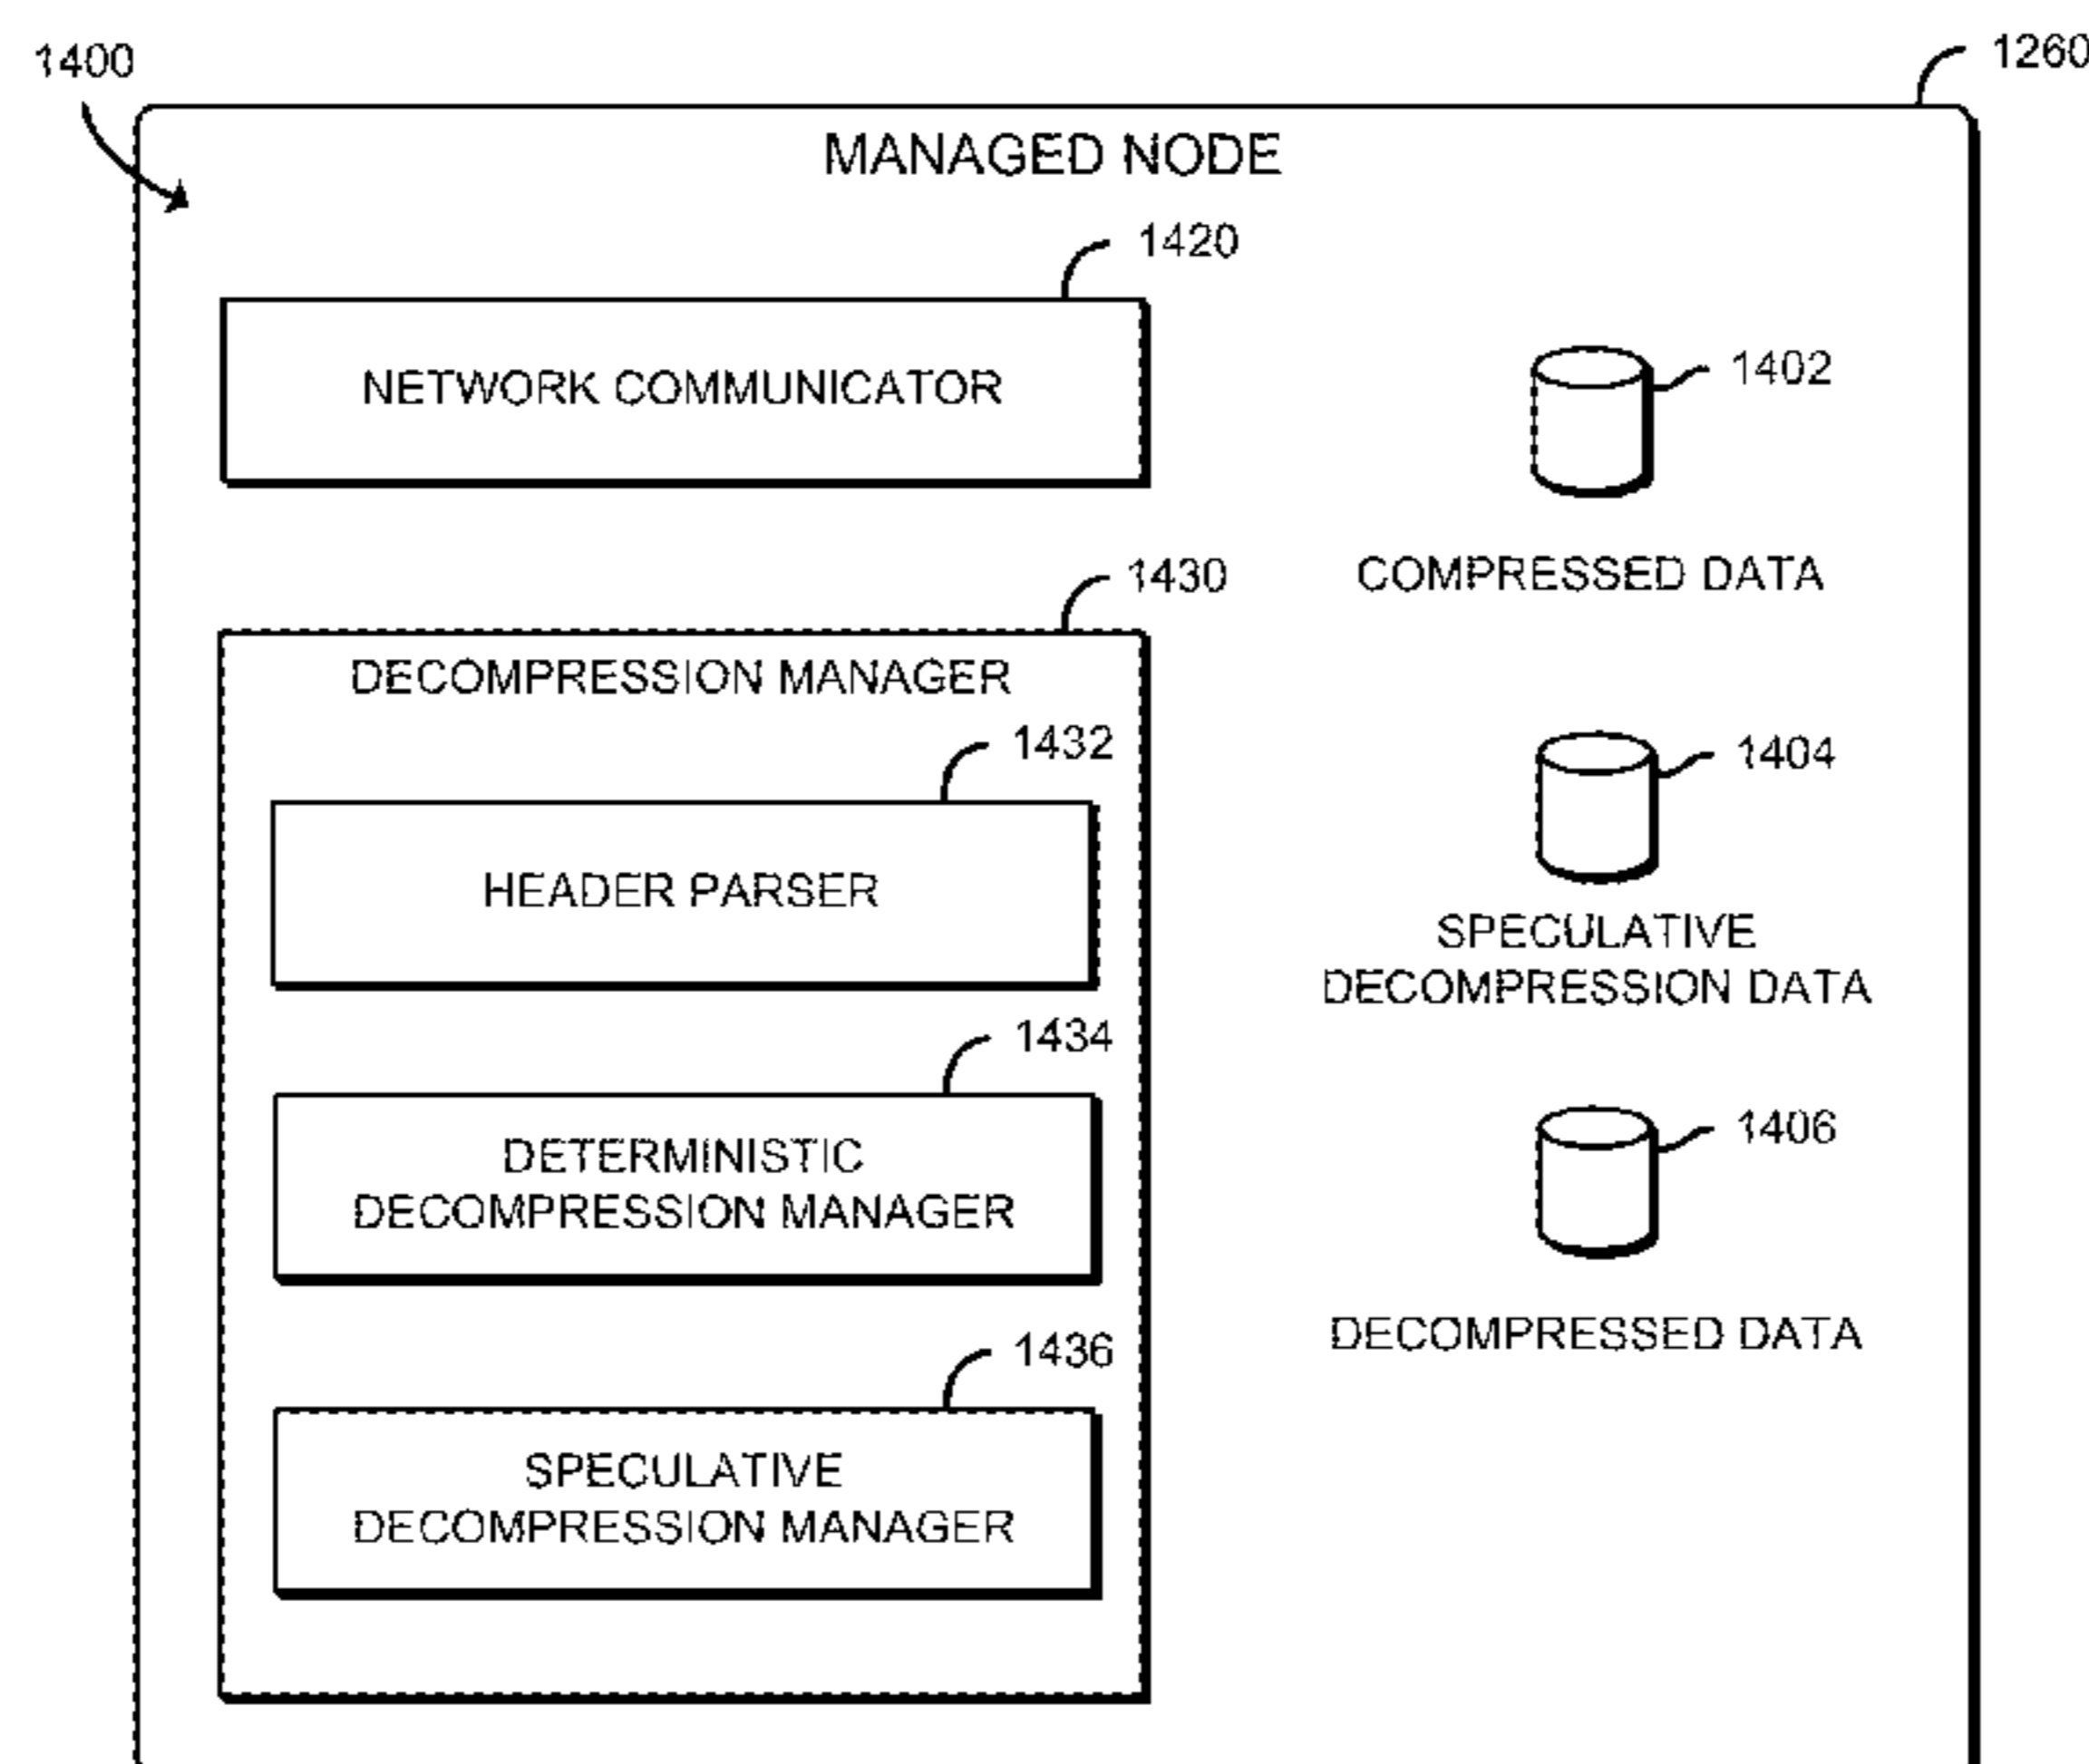 1400
1260
MANAGED NODE
1420
NETWORK COMMUNICATOR
1402
COMPRESSED DATA
1430
DECOMPRESSION MANAGER
1432
HEADER PARSER
1404
SPECULATIVE
DECOMPRESSION DATA
1434
DETERMINISTIC
DECOMPRESSION MANAGER
1406
DECOMPRESSED DATA
1436
SPECULATIVE
DECOMPRESSION MANAGER